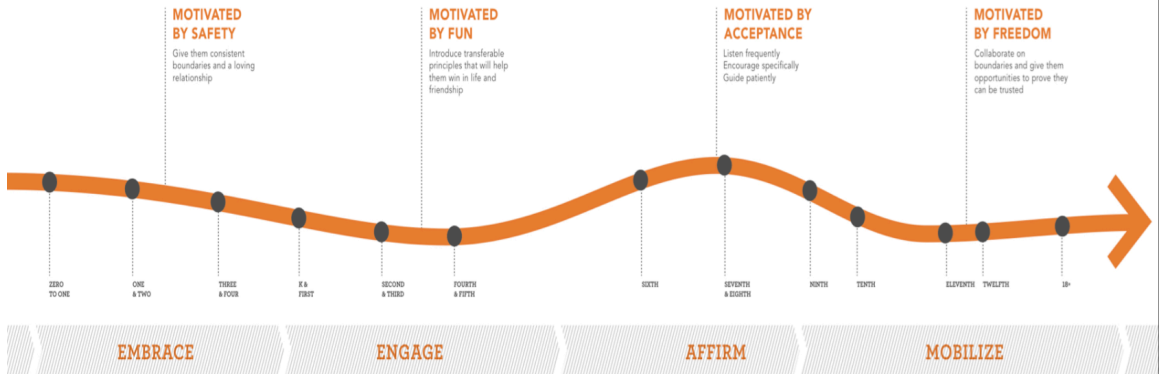 MOTIVATED
BY SAFETY
Give them consistent
boundaries and a loving
relationship
MOTIVATED
BY FUN
Introduce transferable
principles that will help
them win in life and
friendship
MOTIVATED BY
ACCEPTANCE
Listen frequently
Encourage specifically
Guide patiently
MOTIVATED
BY FREEDOM
Collaborate on
boundaries and give them
opportunities to prove they
can be trusted
ZERO
TO ONE
ONE
& TWO
THREE
& FOUR
K &
FIRST
SECOND
& THIRD
FOURTH
& FIFTH
SIXTH
SEVENTH
& EIGHTH
NINTH
TENTH
ELEVENTH
TWELFTH
18+
EMBRACE
ENGAGE
AFFIRM
MOBILIZE